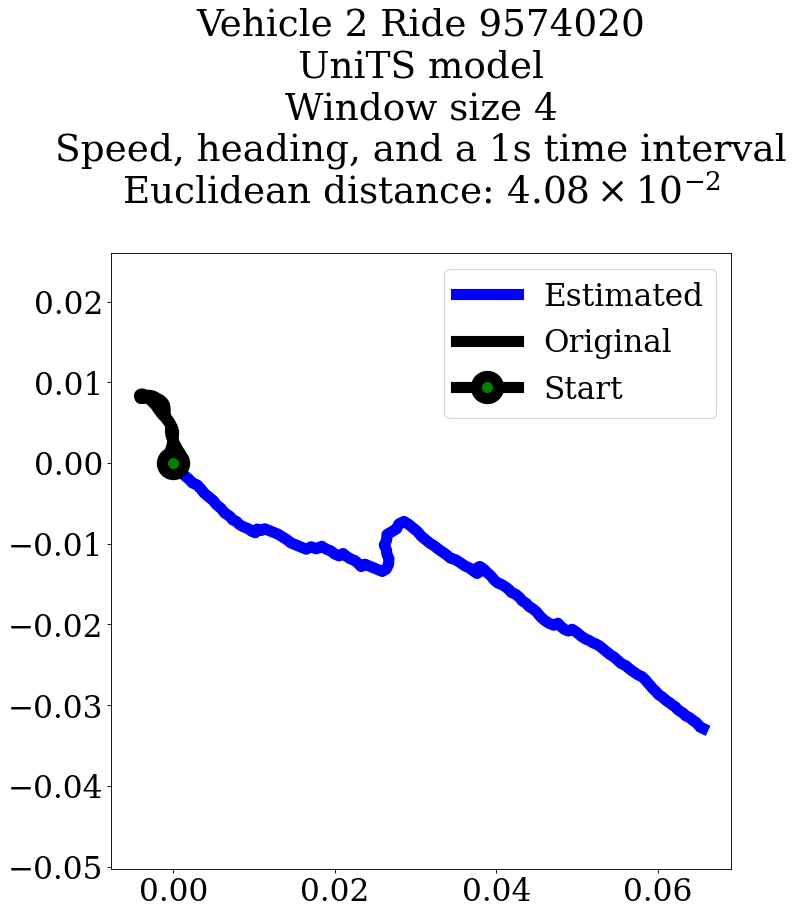 Vehicle 2 Ride 9574020
UniTS model
Window size 4
Speed, heading, and a 1s time interval
Euclidean distance: 4.08 × 10⁻²
Estimated
Original
Start
0.02
0.01
0.00
−0.01
−0.02
−0.03
−0.04
−0.05
0.00 0.02 0.04 0.06